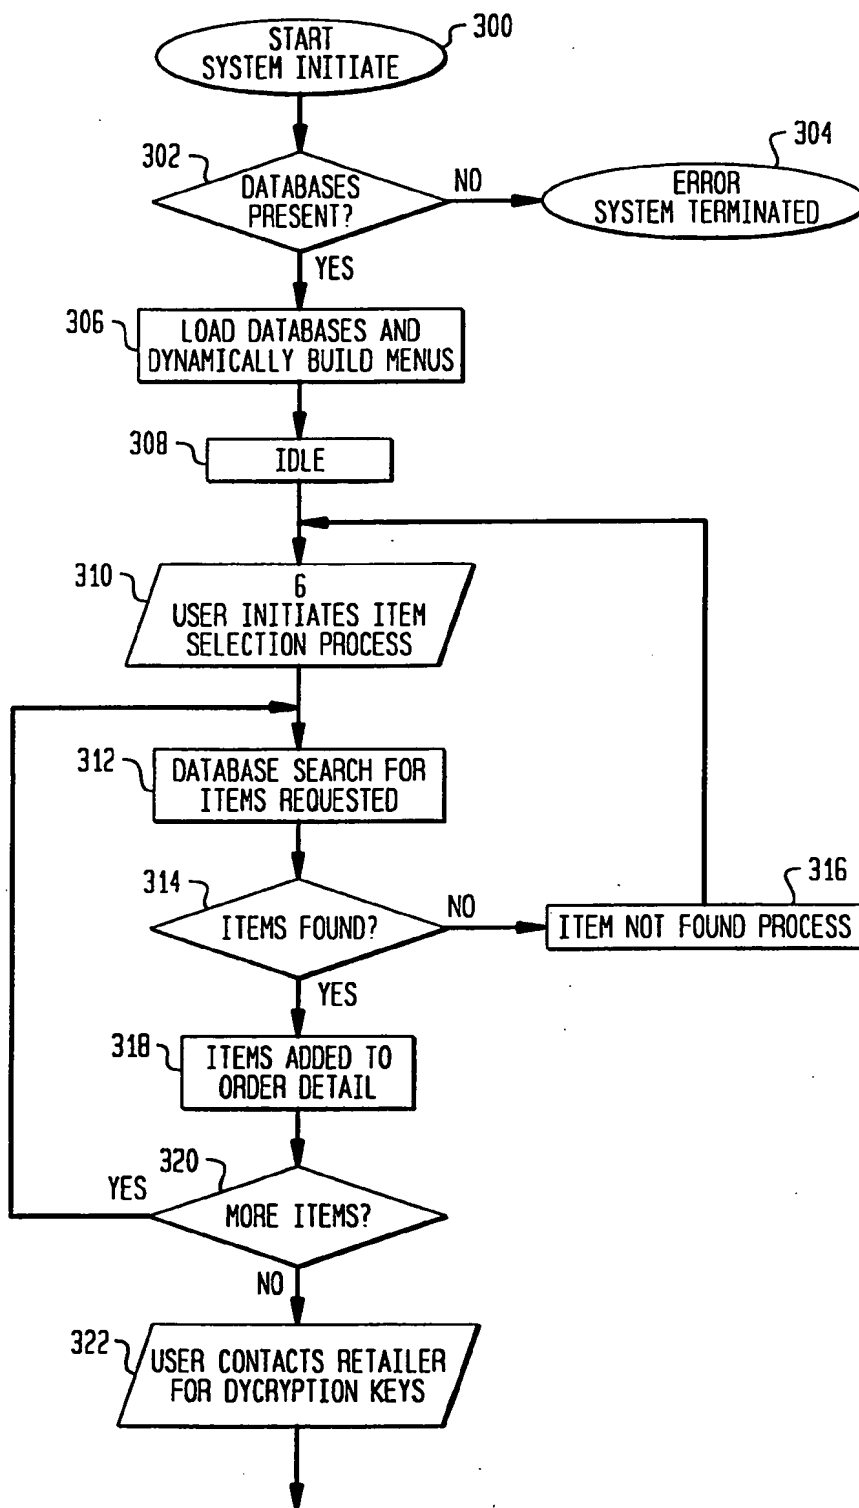 START
SYSTEM INITIATE
300
302
DATABASES
PRESENT?
NO
304
ERROR
SYSTEM TERMINATED
YES
306
LOAD DATABASES AND
DYNAMICALLY BUILD MENUS
308
IDLE
310
6
USER INITIATES ITEM
SELECTION PROCESS
312
DATABASE SEARCH FOR
ITEMS REQUESTED
314
ITEMS FOUND?
NO
316
ITEM NOT FOUND PROCESS
YES
318
ITEMS ADDED TO
ORDER DETAIL
320
YES
MORE ITEMS?
NO
322
USER CONTACTS RETAILER
FOR DYCRYPTION KEYS